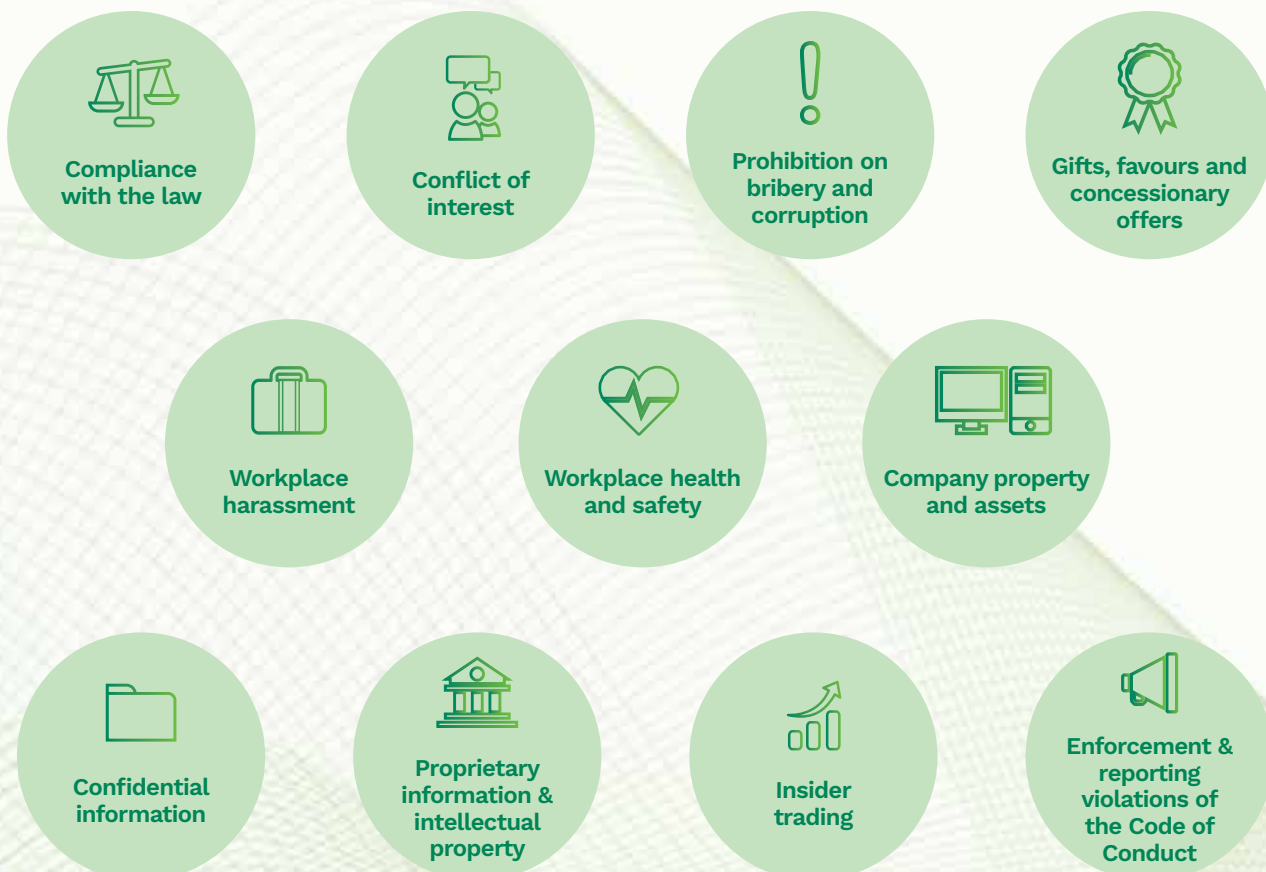 Compliance
with the law
Conflict of
interest
Prohibition on
bribery and
corruption
Gifts, favours and
concessionary
offers
Workplace
harassment
Workplace health
and safety
Company property
and assets
Confidential
information
Proprietary
information &
intellectual
property
Insider
trading
Enforcement &
reporting
violations of
the Code of
Conduct